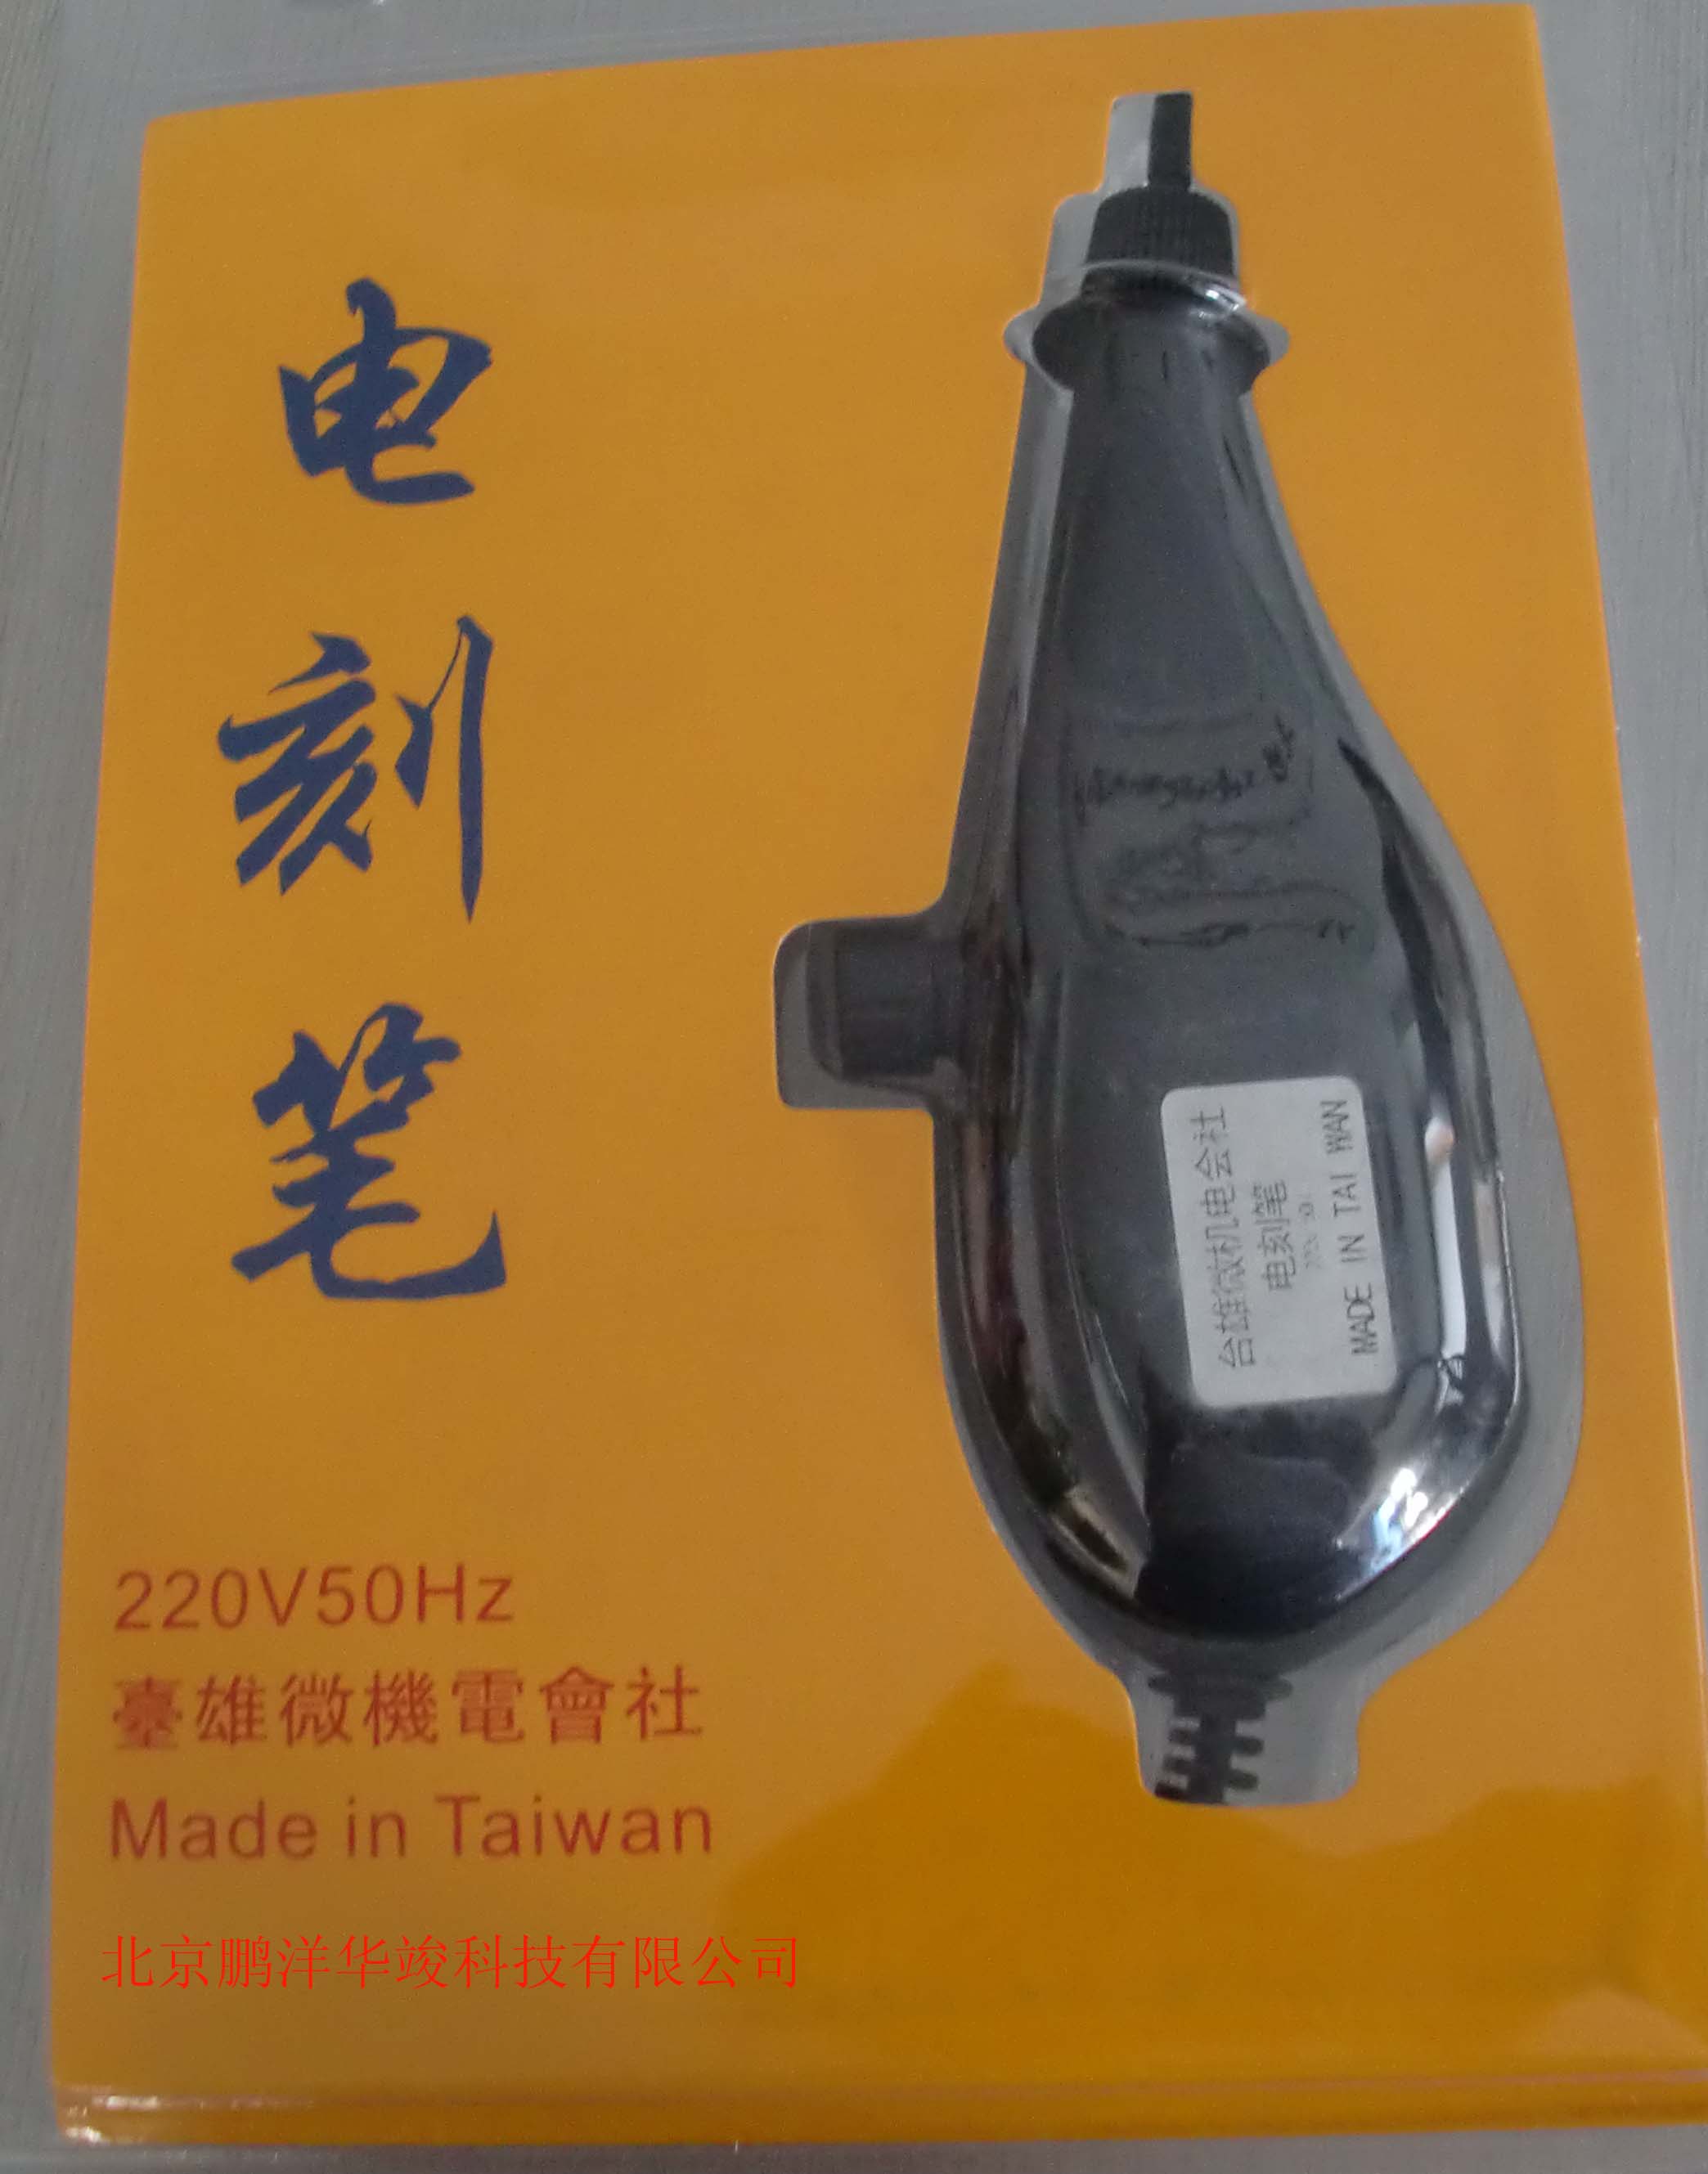 电刻笔
220V50Hz
臺雄微機電會社
Made in Taiwan
北京鹏洋华竣科技有限公司
台雄微机电会社
电刻笔
MADE IN TAI WAN